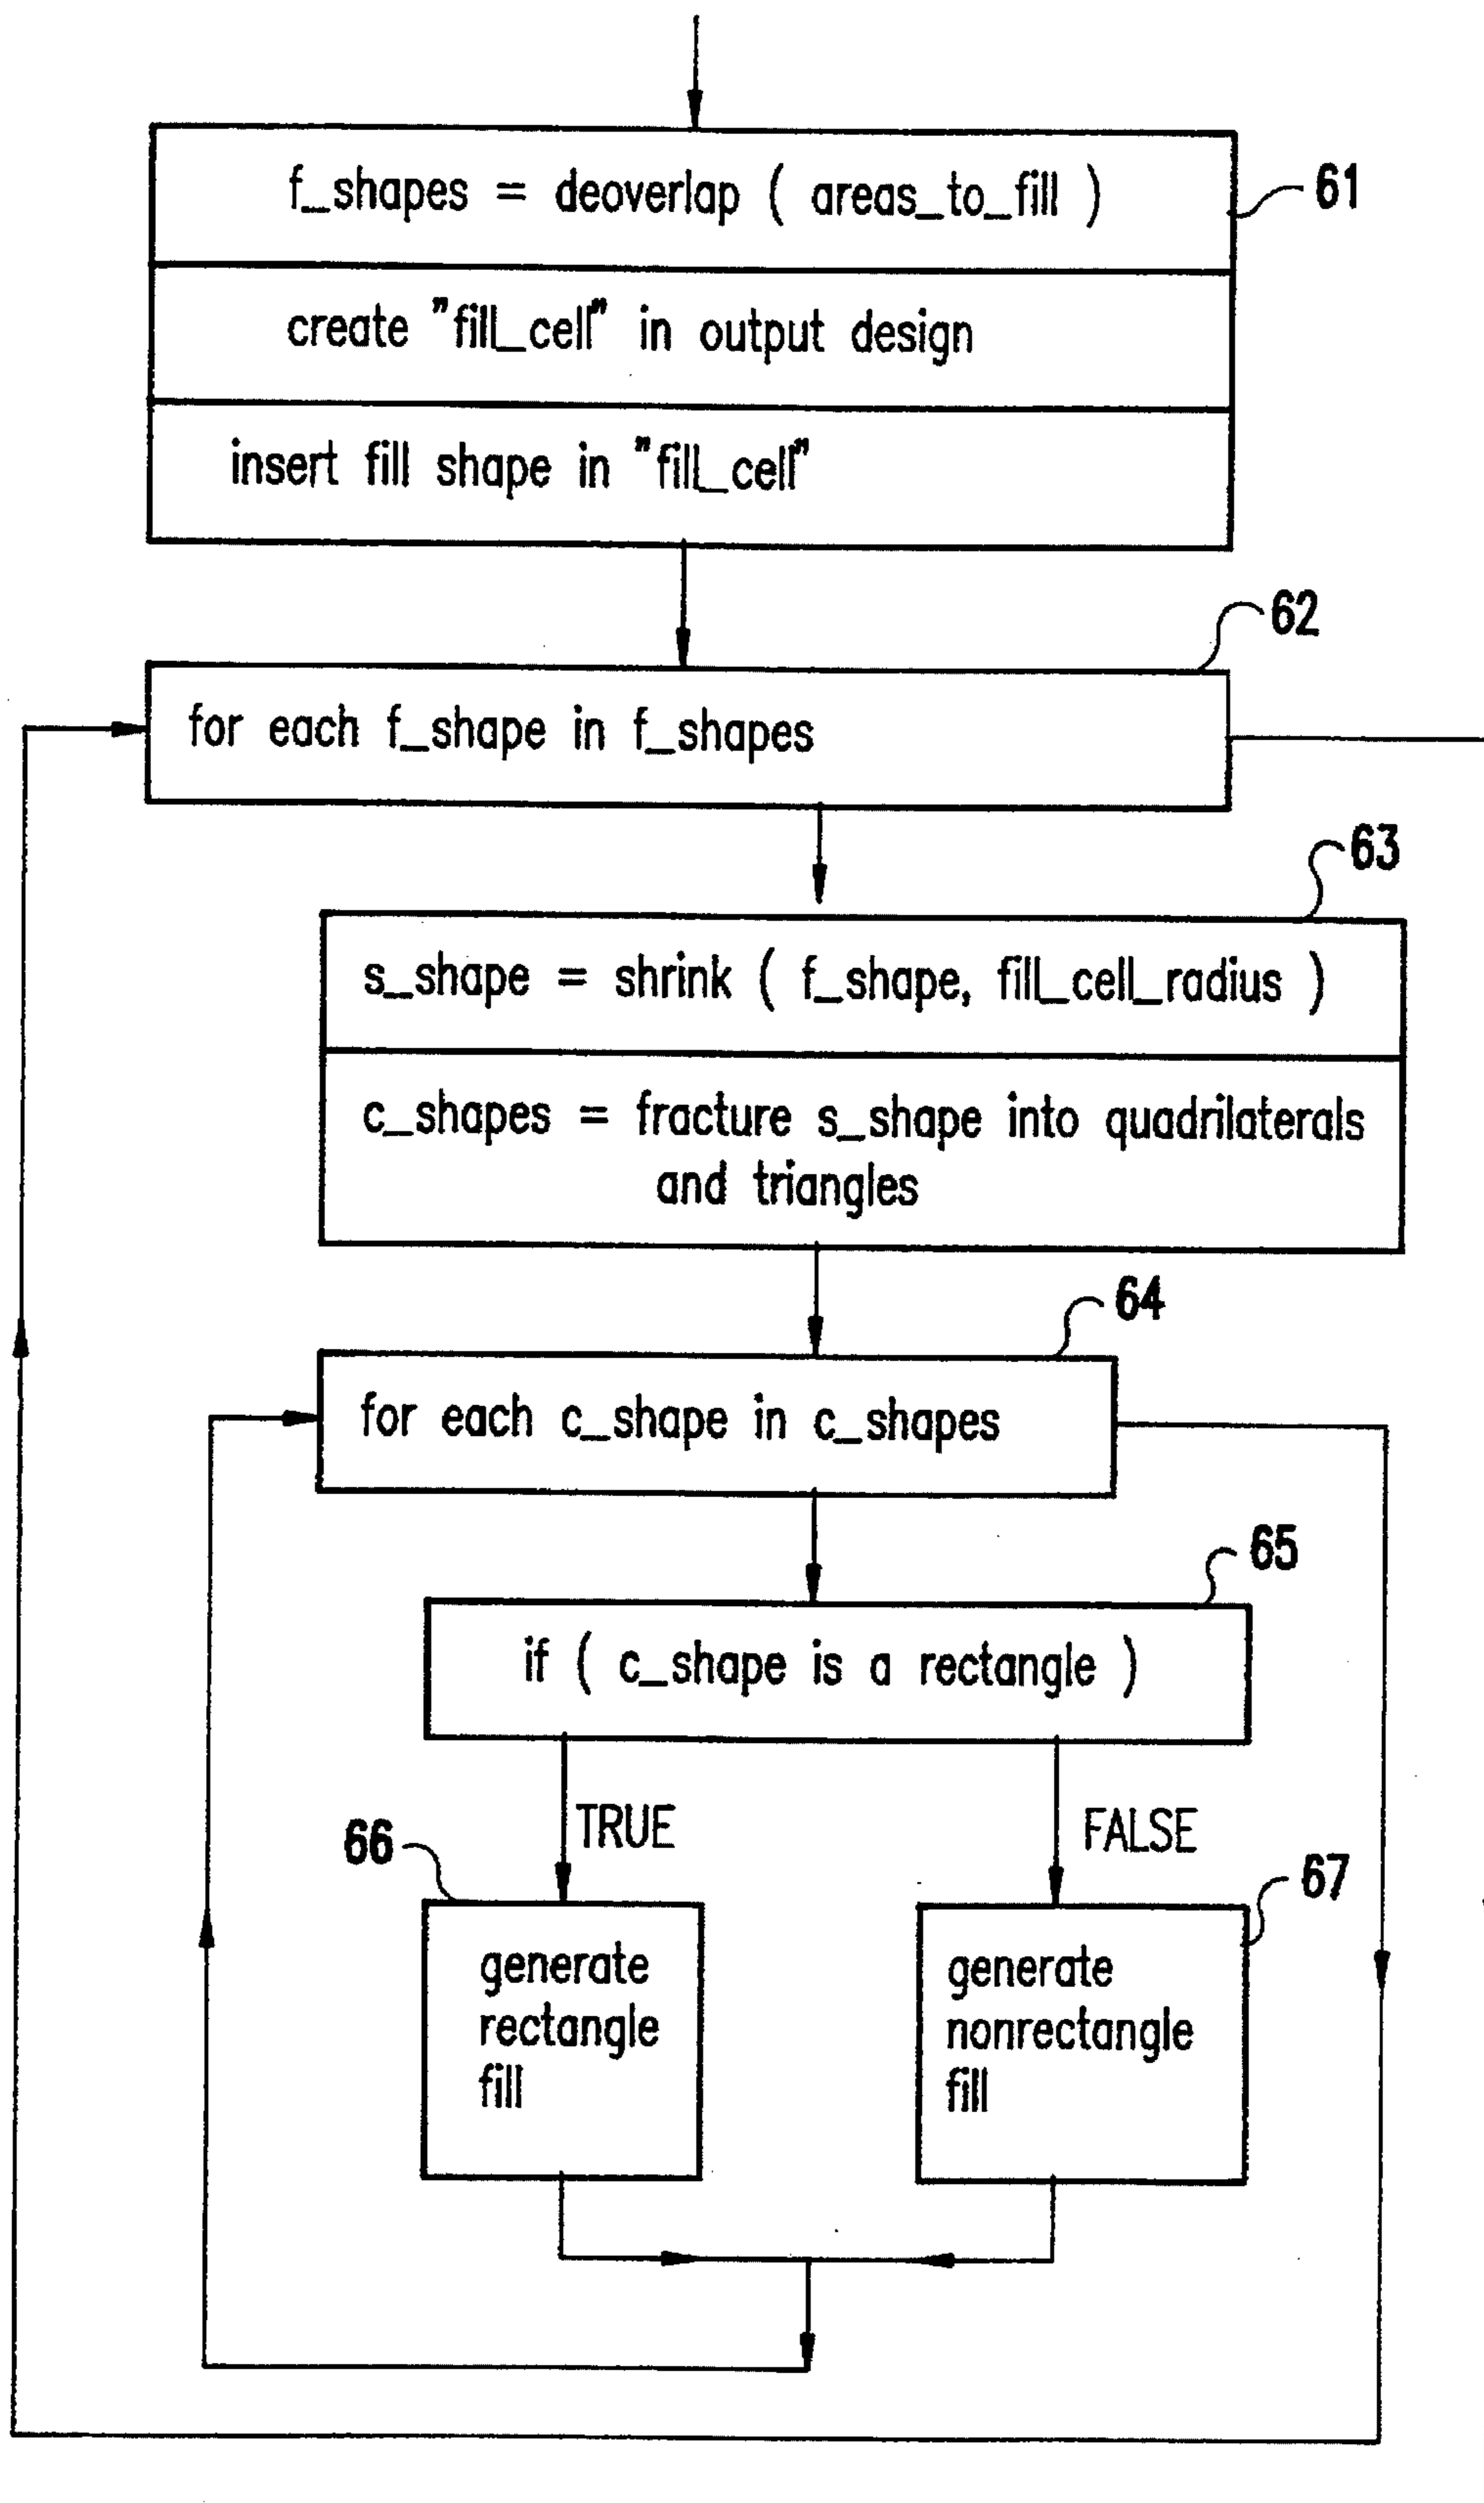 f_shapes = deoverlap ( areas_to_fill )
61
create "fill_cell" in output design
insert fill shape in "fill_cell"
62
for each f_shape in f_shapes
63
s_shape = shrink ( f_shape, fill_cell_radius )
c_shapes = fracture s_shape into quadrilaterals
and triangles
64
for each c_shape in c_shapes
65
if ( c_shape is a rectangle )
TRUE
FALSE
66
67
generate
rectangle
fill
generate
nonrectangle
fill